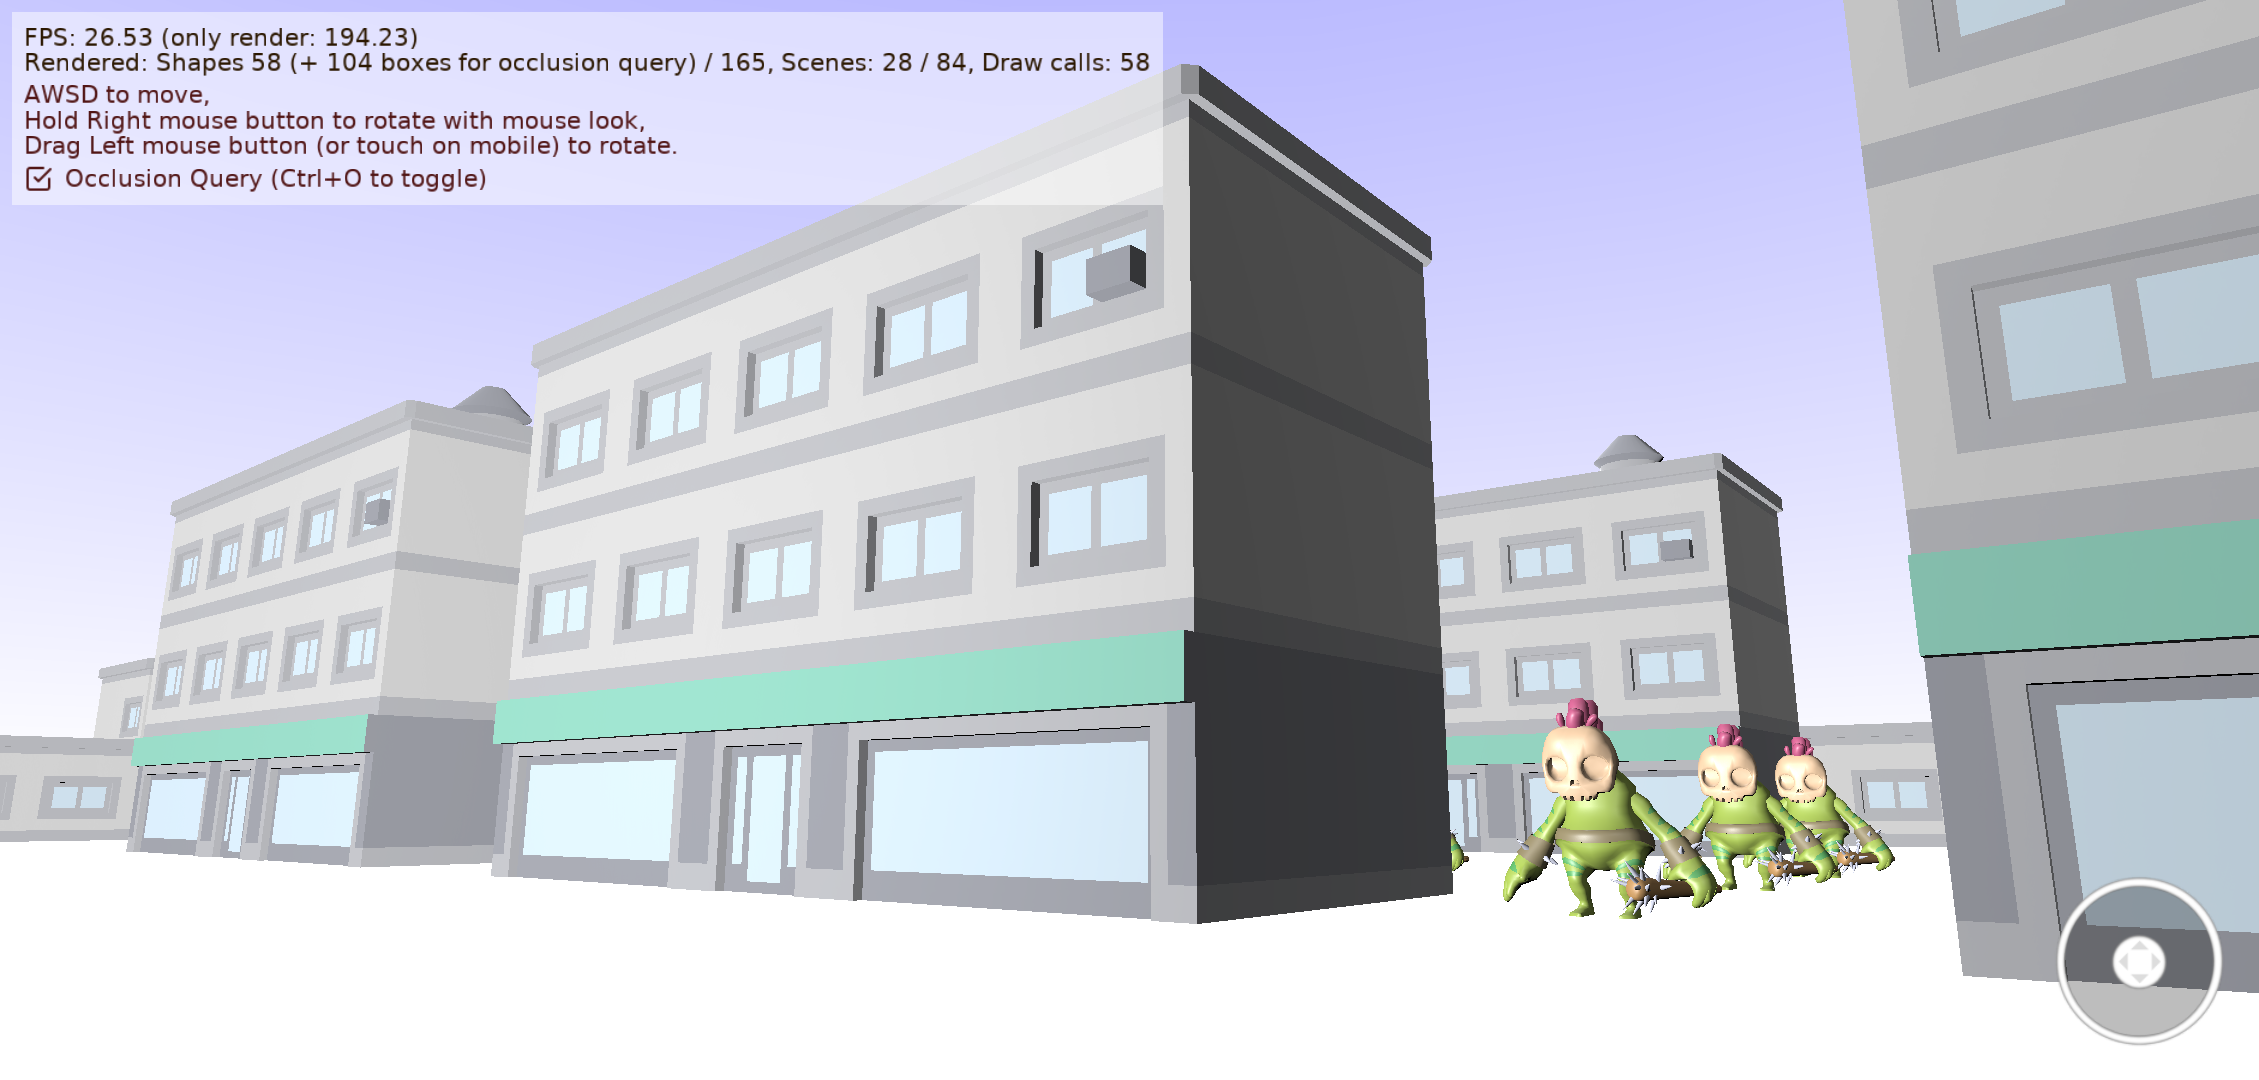 FPS: 26.53 (only render: 194.23)
Rendered: Shapes 58 (+ 104 boxes for occlusion query) / 165, Scenes: 28 / 84, Draw calls: 58
AWSD to move,
Hold Right mouse button to rotate with mouse look,
Drag Left mouse button (or touch on mobile) to rotate.
Occlusion Query (Ctrl+O to toggle)